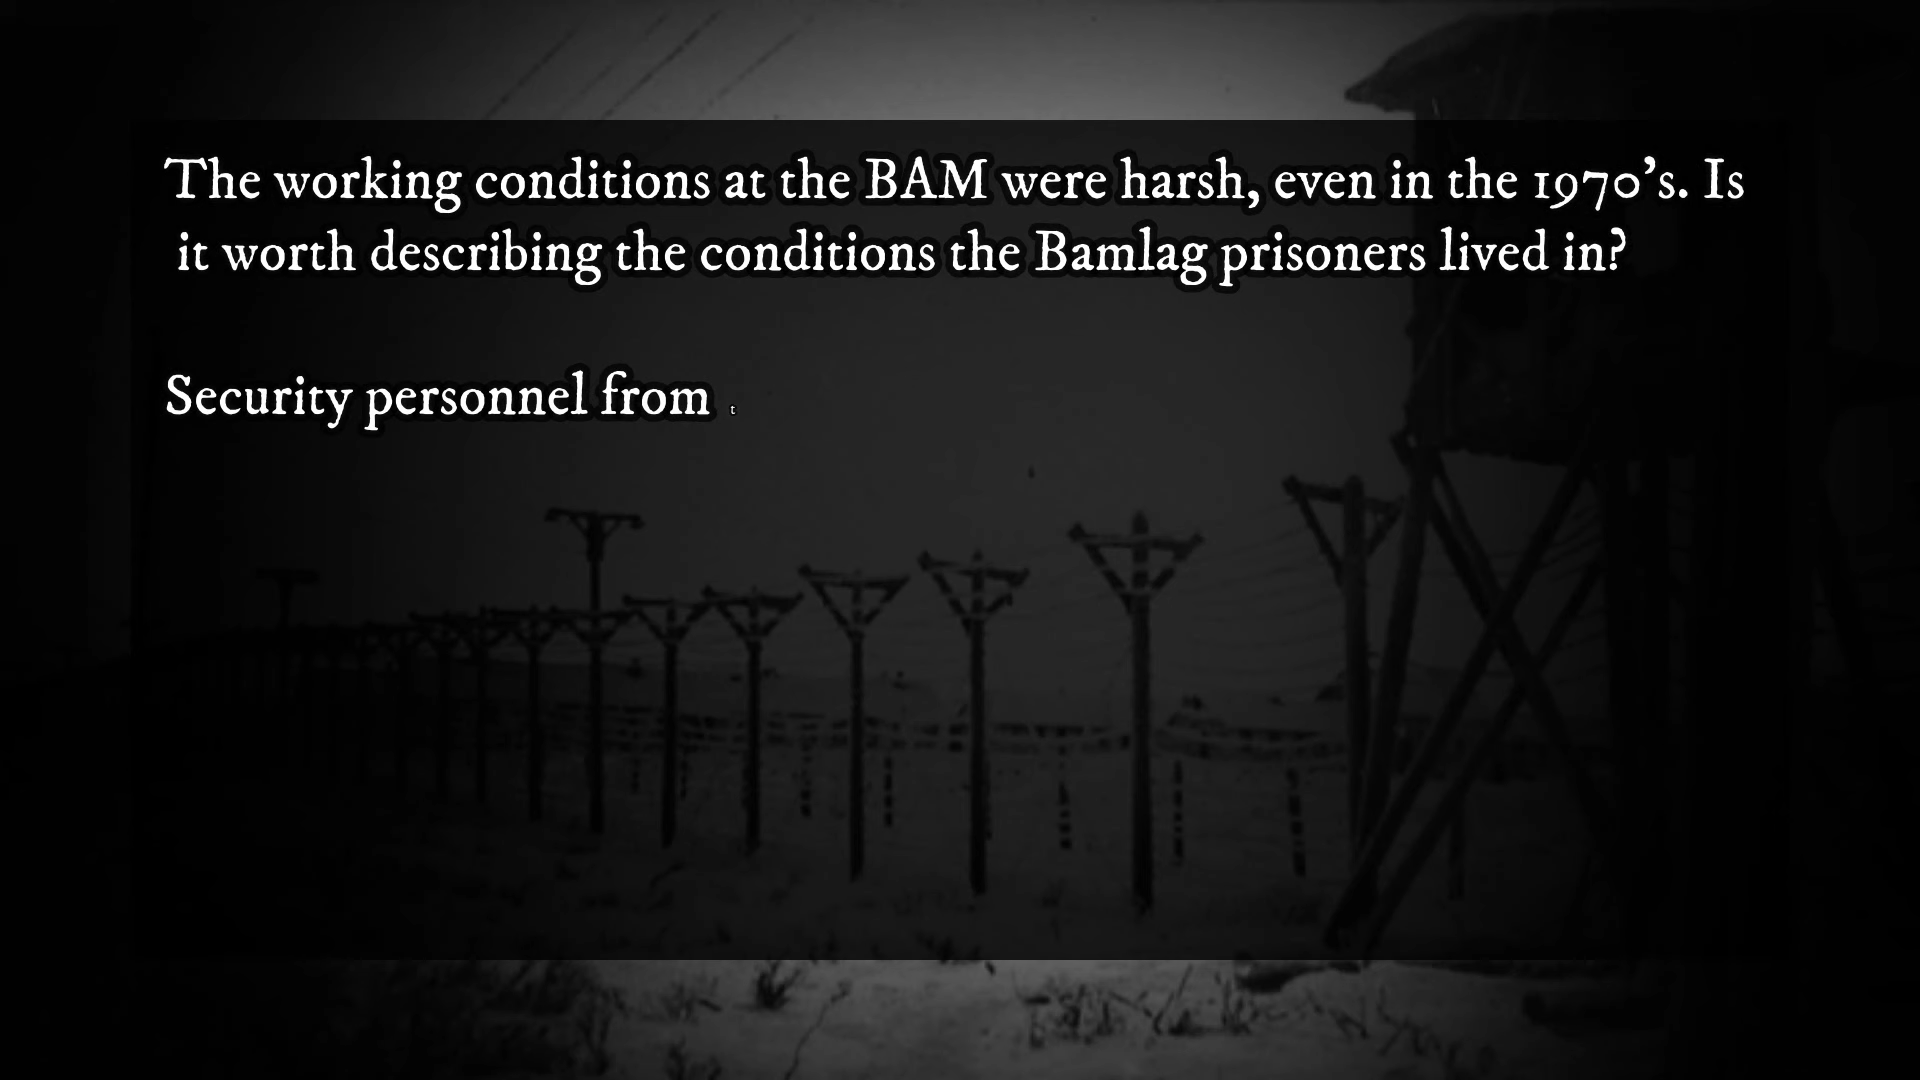 The working conditions at the BAM were harsh, even in the 1970's. Is
it worth describing the conditions the Bamlag prisoners lived in?
Security personnel from t